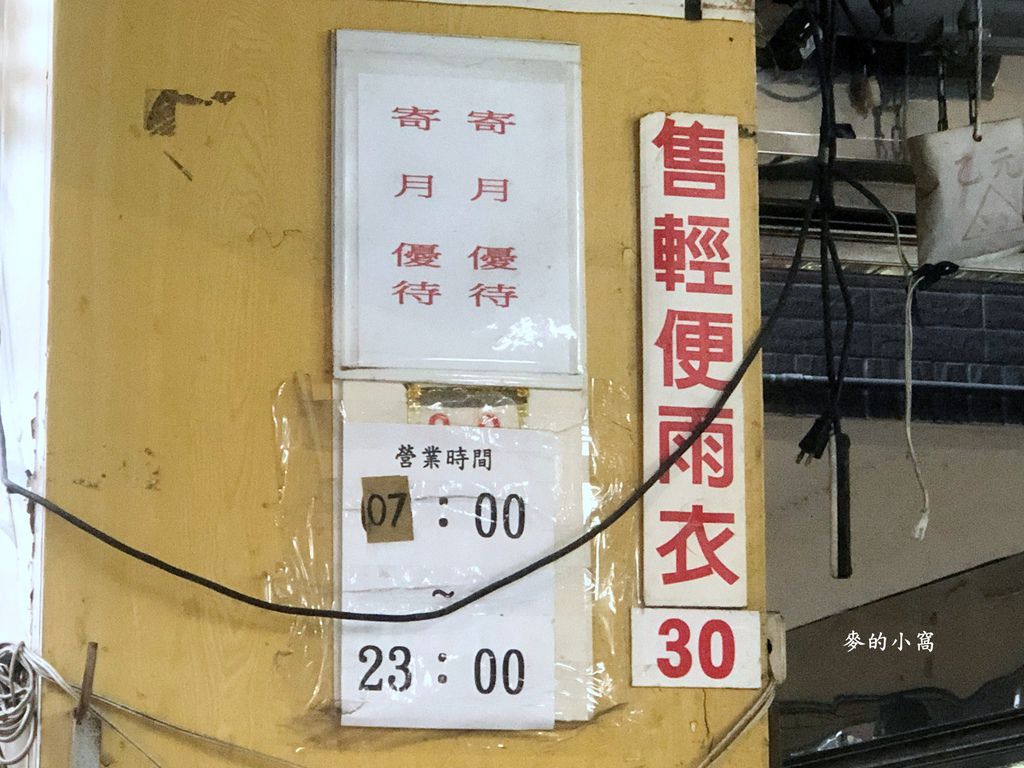 寄月優待
寄月優待
營業時間
07:00
~
23:00
售輕便雨衣
30
元
麥的小窩